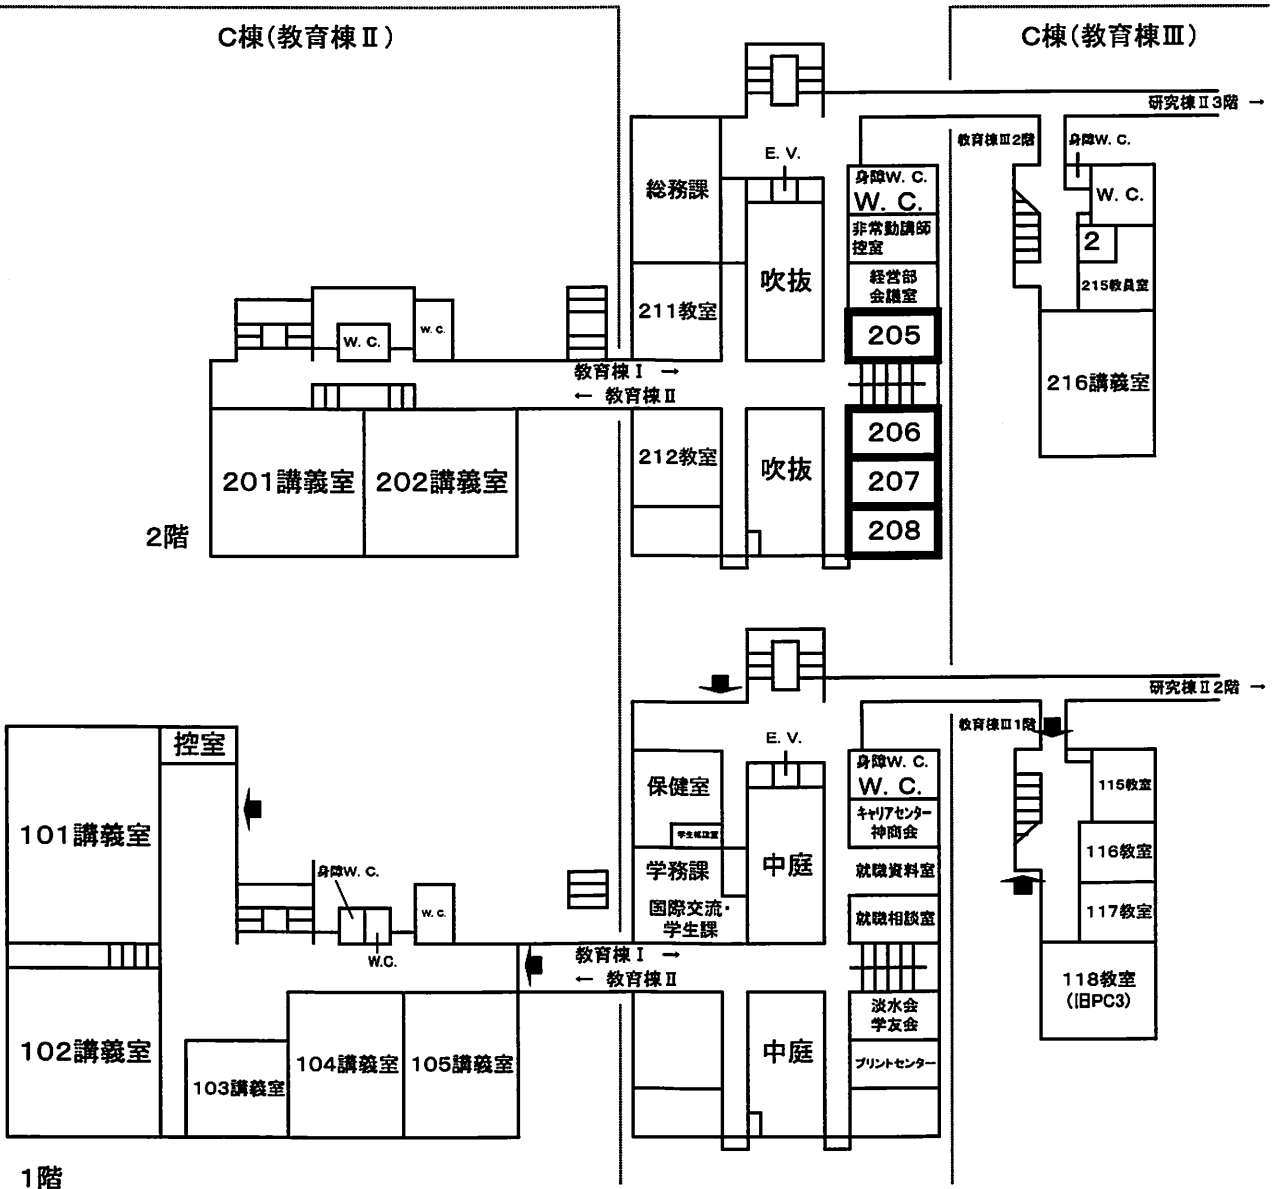 C棟(教育棟Ⅱ)
C棟(教育棟Ⅲ)
研究棟Ⅱ3階 →
教育棟Ⅲ2階
身障W. C.
W. C.
2
215教員室
216講義室
E. V.
総務課
身障W. C.
W. C.
非常勤講師
控室
吹抜
経営部
会議室
211教室
205
W. C.
W. C.
教育棟Ⅰ →
← 教育棟Ⅱ
206
212教室
吹抜
207
208
201講義室
202講義室
2階
研究棟Ⅱ2階 →
教育棟Ⅲ1階
控室
E. V.
身障W. C.
W. C.
保健室
キャリアセンター
神商会
115教室
101講義室
116教室
学務課
中庭
就職資料室
身障W. C.
国際交流・
学生課
就職相談室
117教室
W. C.
W.C.
教育棟Ⅰ →
← 教育棟Ⅱ
118教室
(旧PC3)
淡水会
学友会
102講義室
104講義室
105講義室
中庭
プリントセンター
103講義室
1階